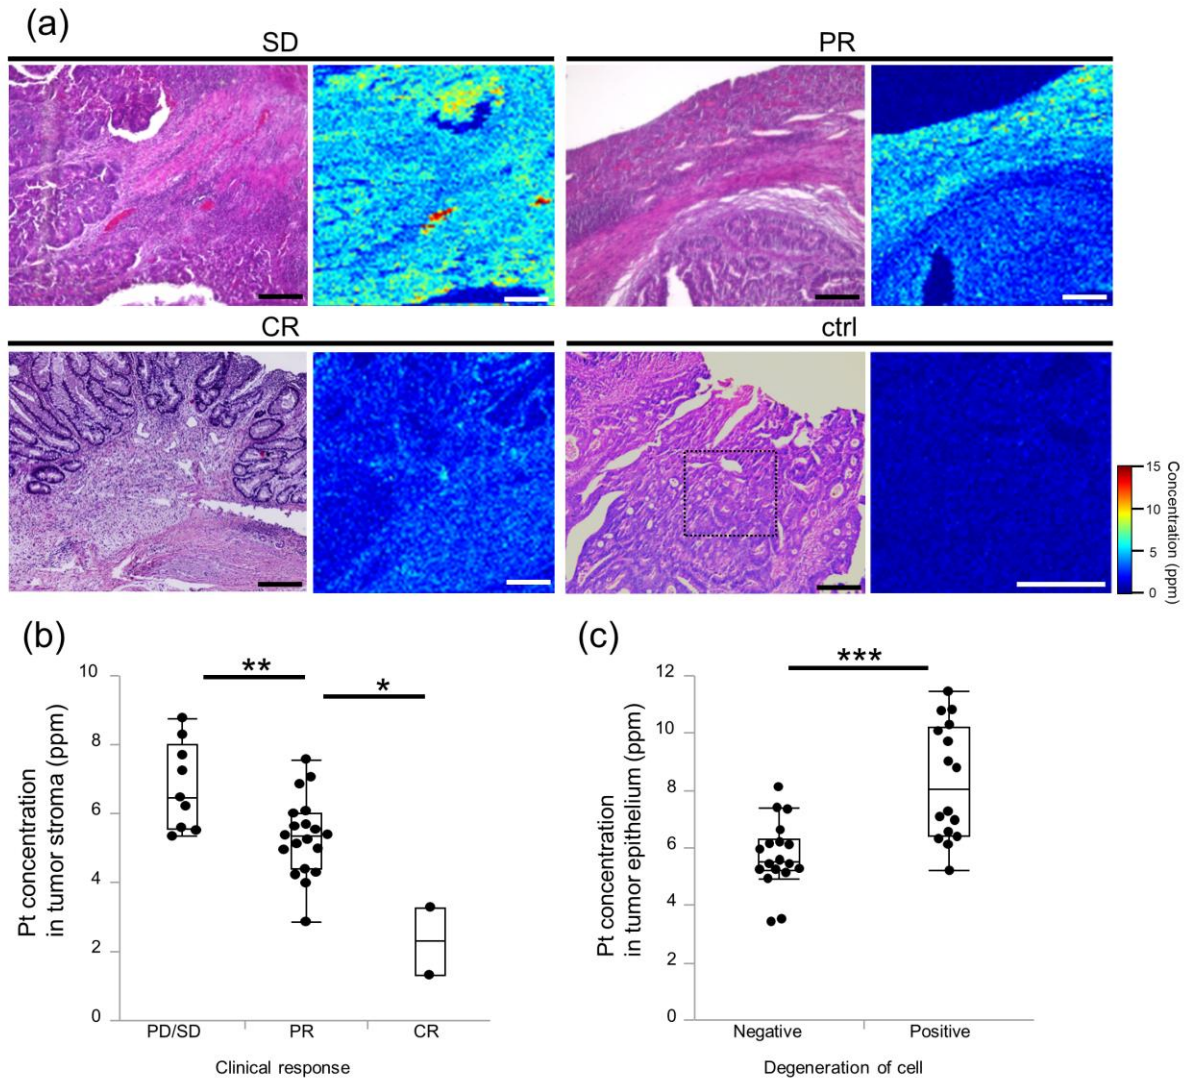 (a)
SD
PR
CR
ctrl
15
10
5
0
Concentration (ppm)
(b)
**
*
10
8
6
4
2
0
Pt concentration
in tumor stroma (ppm)
PD/SD
PR
CR
Clinical response
(c)
***
12
10
8
6
4
2
0
Pt concentration
in tumor epithelium (ppm)
Negative
Positive
Degeneration of cell